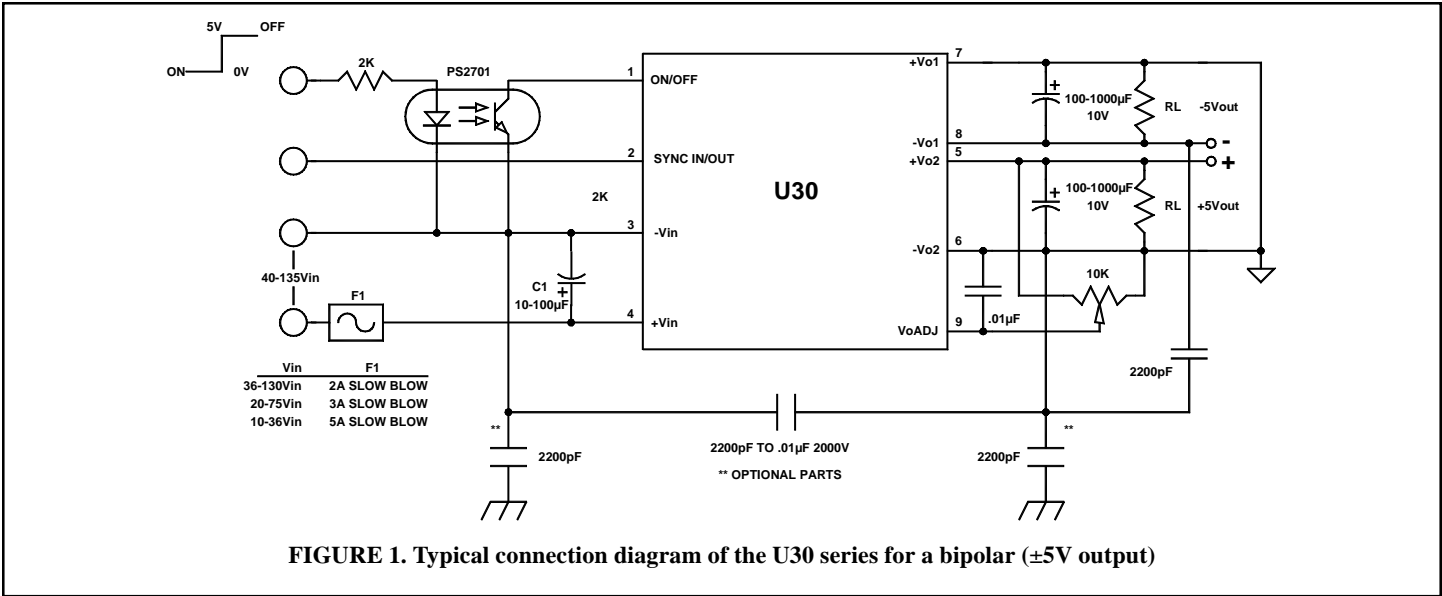 5V OFF
ON 0V
2K
PS2701
1 ON/OFF
2 SYNC IN/OUT
2K
3 -Vin
40-135Vin
F1
C1 +
10-100µF
4 +Vin
U30
+Vo1 7
+
100-1000µF
10V
RL -5Vout
-Vo1 8
-
+Vo2 5
+
+
100-1000µF
10V
RL +5Vout
-Vo2 6
10K
.01µF
VoADJ 9
2200pF
Vin F1
36-130Vin 2A SLOW BLOW
20-75Vin 3A SLOW BLOW
10-36Vin 5A SLOW BLOW
**
2200pF
2200pF TO .01µF 2000V
** OPTIONAL PARTS
**
2200pF
FIGURE 1. Typical connection diagram of the U30 series for a bipolar (±5V output)